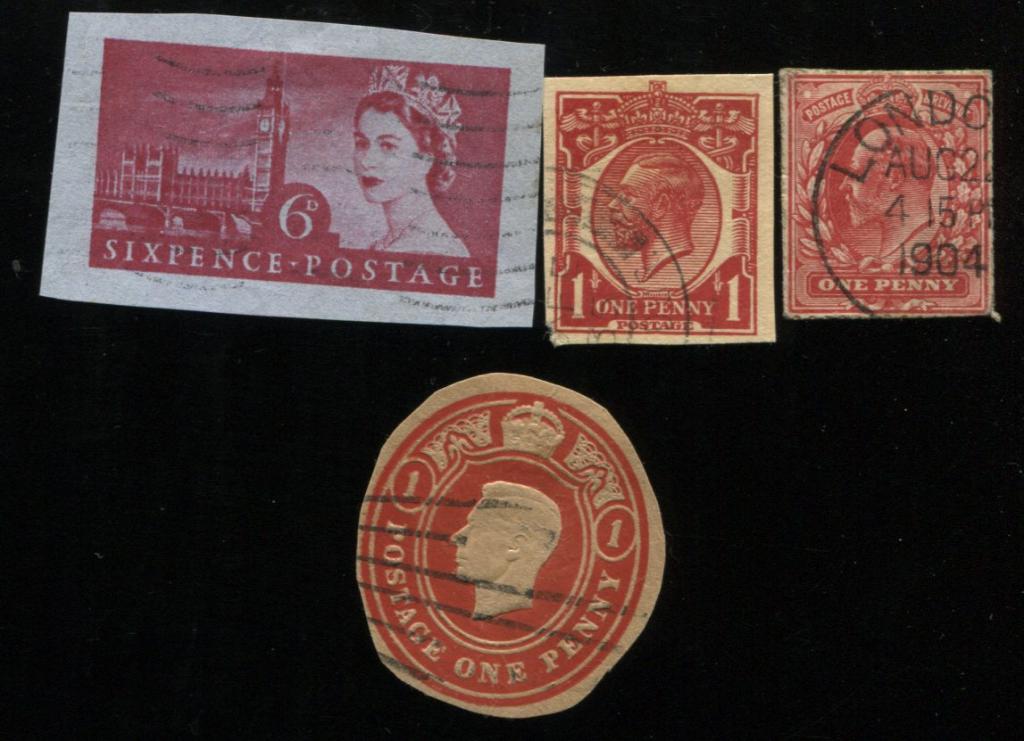 6D
SIXPENCE·POSTAGE
1 ONE PENNY 1
POSTAGE
POSTAGE
LONDO
AUG 22
4 15 P
1904
ONE PENNY
1 1
POSTAGE ONE PENNY